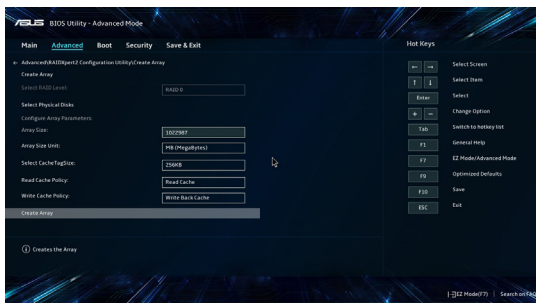 ASUS BIOS Utility - Advanced Mode
Main Advanced Boot Security Save & Exit
Hot Keys
← Advanced\RAIDXpert2 Configuration Utility\Create Array
Create Array
Select RAID Level: RAID 0
Select Physical Disks
Configure Array Parameters:
Array Size: 1022987
Array Size Unit: MB (MegaBytes)
Select CacheTagSize: 256KB
Read Cache Policy: Read Cache
Write Cache Policy: Write Back Cache
Create Array
Creates the Array
← → Select Screen
↑ ↓ Select Item
Enter Select
+ - Change Option
Tab Switch to hotkey list
F1 General Help
F7 EZ Mode/Advanced Mode
F9 Optimized Defaults
F10 Save
ESC Exit
EZ Mode(F7) | Search on FAQ